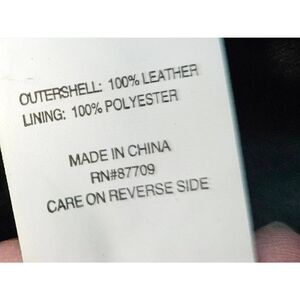 OUTERSHELL: 100% LEATHER
LINING: 100% POLYESTER
MADE IN CHINA
RN#87709
CARE ON REVERSE SIDE